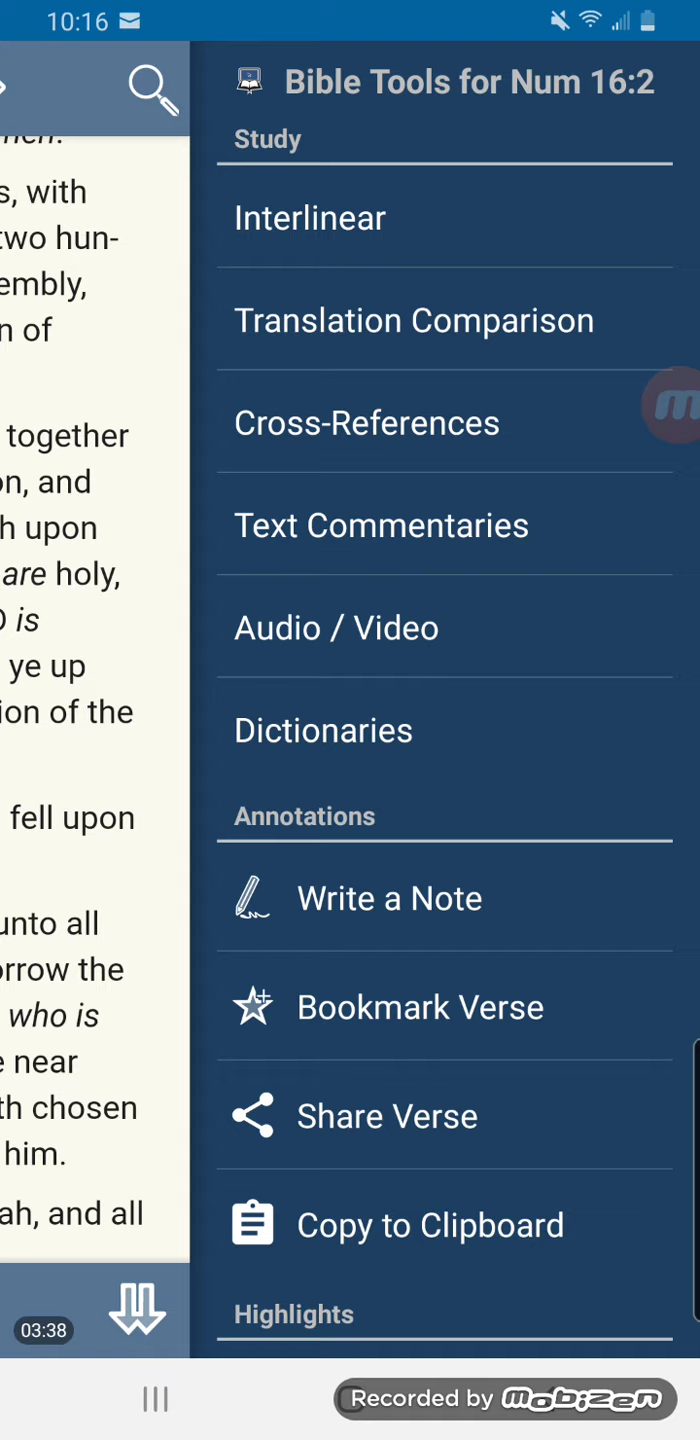 10:16
Bible Tools for Num 16:2
Study
Interlinear
Translation Comparison
Cross-References
Text Commentaries
Audio / Video
Dictionaries
Annotations
Write a Note
Bookmark Verse
Share Verse
Copy to Clipboard
Highlights
s, with
two hun-
embly,
n of
together
on, and
h upon
are holy,
is
ye up
ion of the
fell upon
unto all
orrow the
who is
e near
th chosen
him.
ah, and all
03:38
Recorded by mobizen